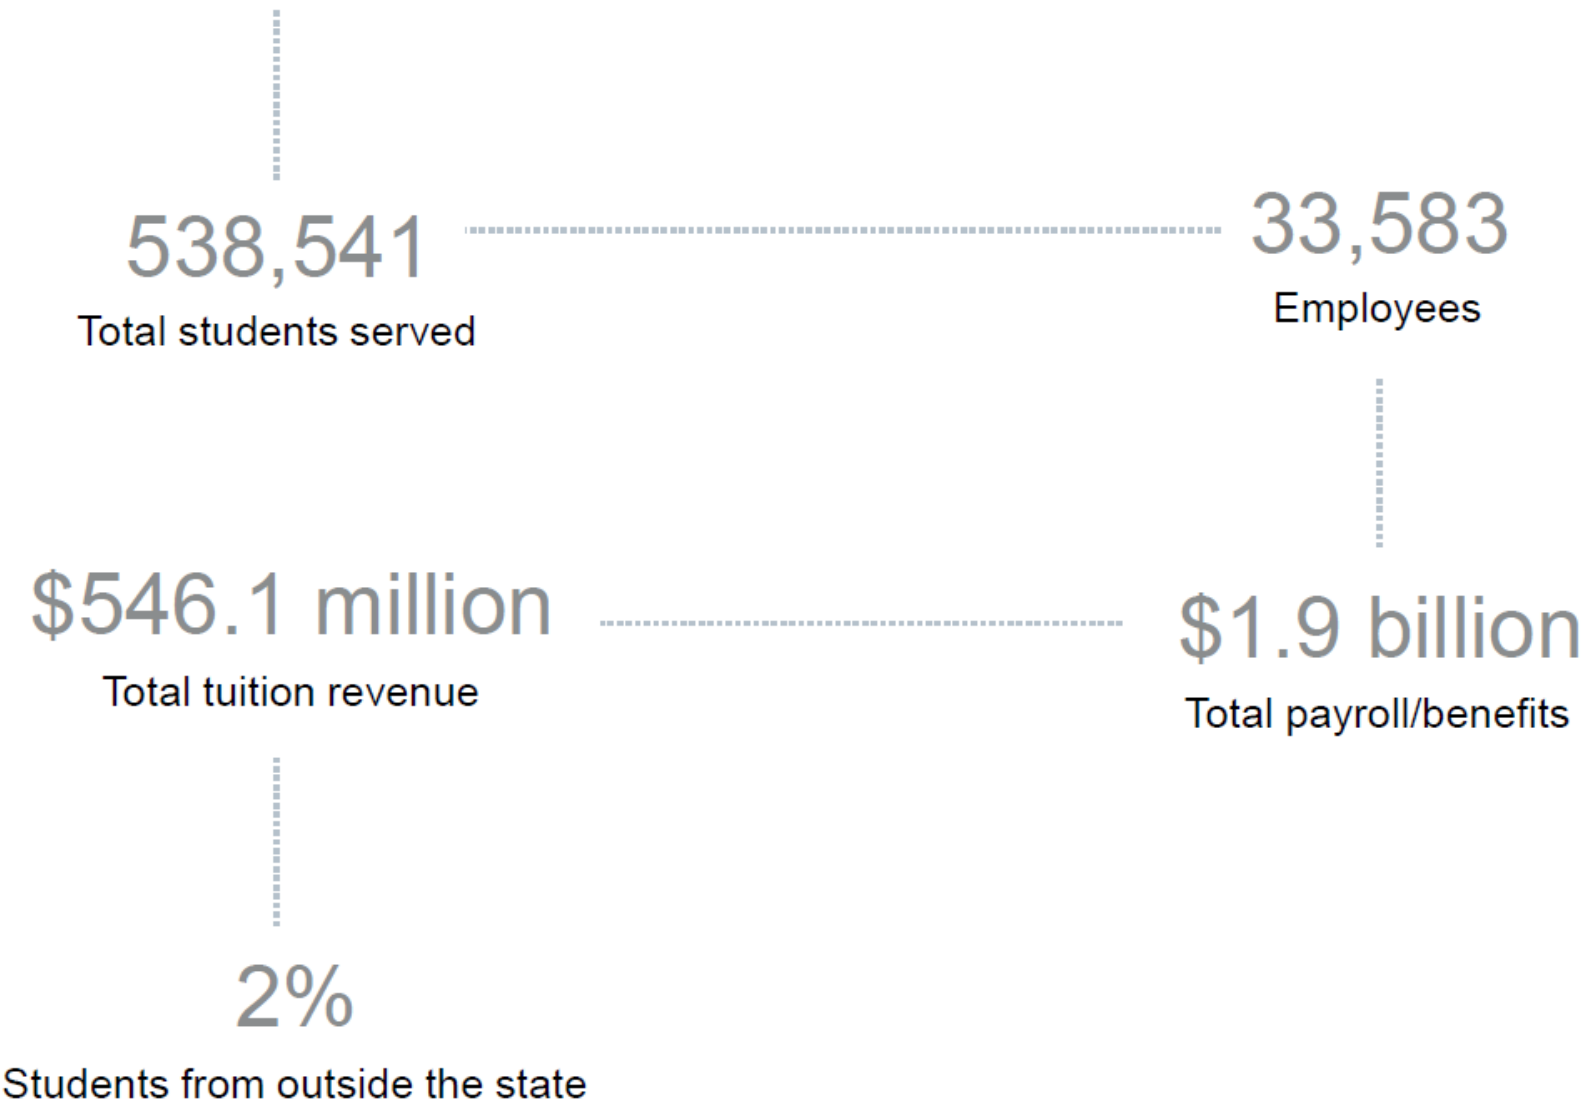 538,541
Total students served
33,583
Employees
$546.1 million
Total tuition revenue
$1.9 billion
Total payroll/benefits
2%
Students from outside the state